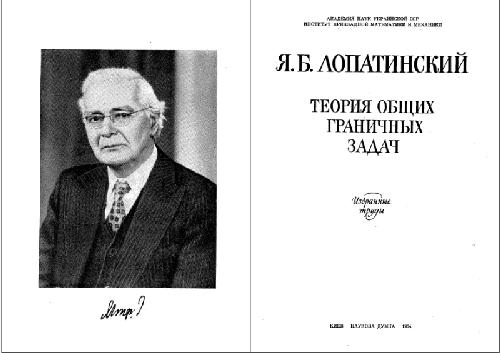 АКАДЕМИЯ НАУК УКРАИНСКОЙ ССР
ИНСТИТУТ ПРИКЛАДНОЙ МАТЕМАТИКИ И МЕХАНИКИ
Я. Б. ЛОПАТИНСКИЙ
ТЕОРИЯ ОБЩИХ
ГРАНИЧНЫХ
ЗАДАЧ
Избранные
труды
КИЕВ НАУКОВА ДУМКА